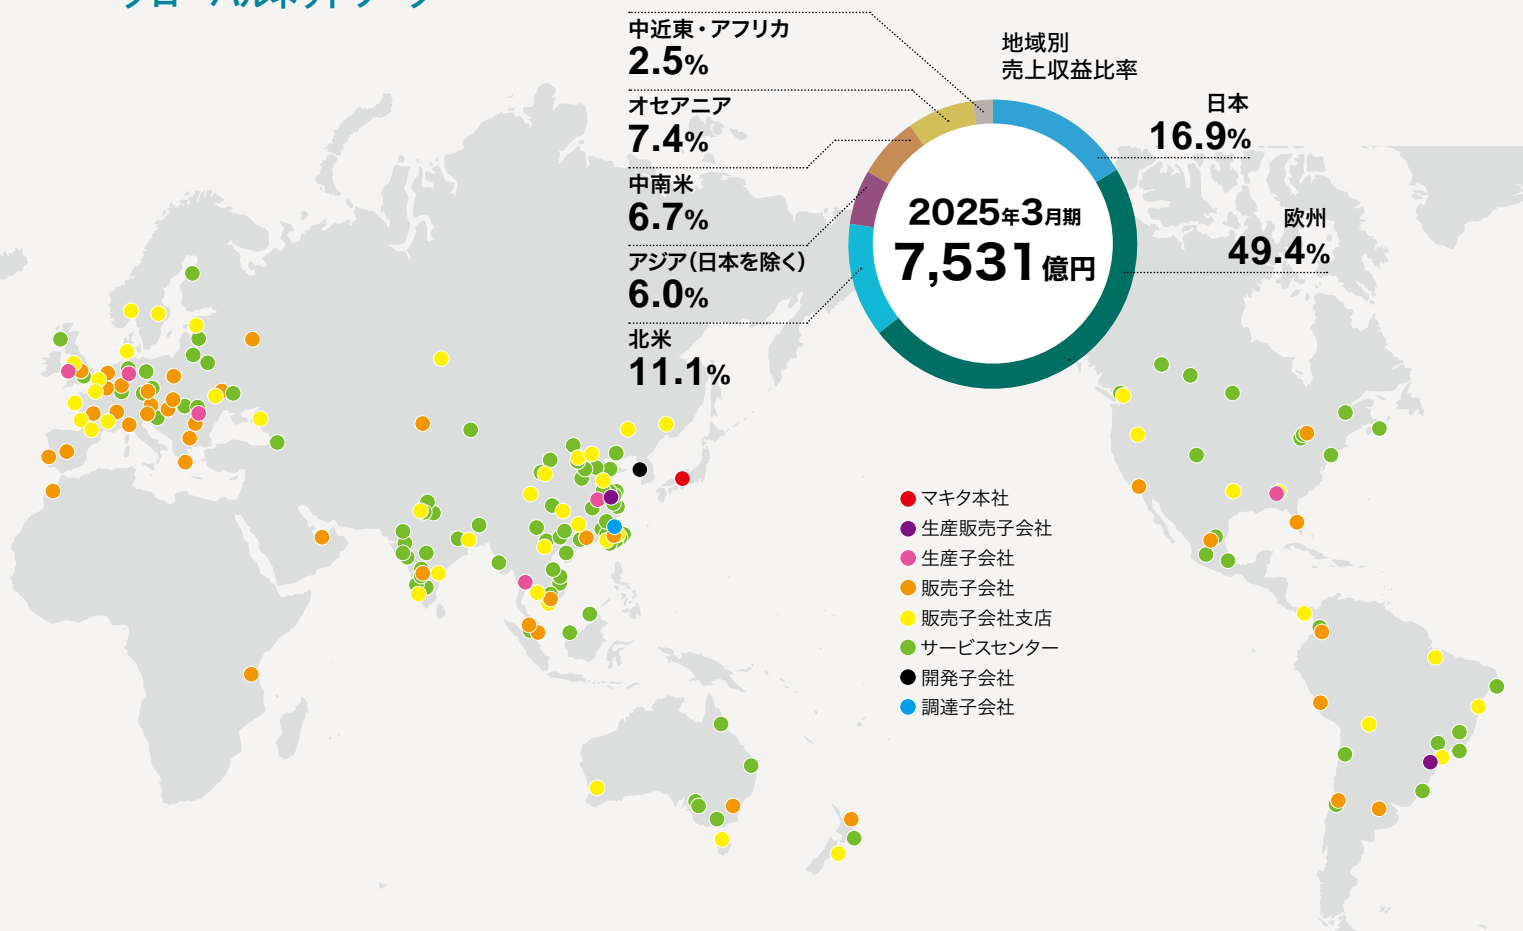 中近東・アフリカ
2.5%
オセアニア
7.4%
中南米
6.7%
アジア(日本を除く)
6.0%
北米
11.1%
地域別
売上収益比率
日本
16.9%
欧州
49.4%
2025年3月期
7,531億円
マキタ本社
生産販売子会社
生産子会社
販売子会社
販売子会社支店
サービスセンター
開発子会社
調達子会社